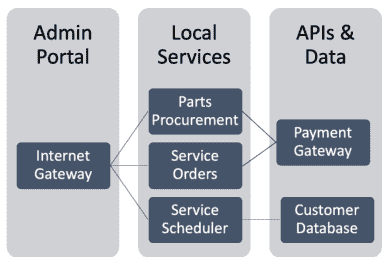 Admin
Portal
Internet
Gateway
Local
Services
Parts
Procurement
Service
Orders
Service
Scheduler
APIs &
Data
Payment
Gateway
Customer
Database